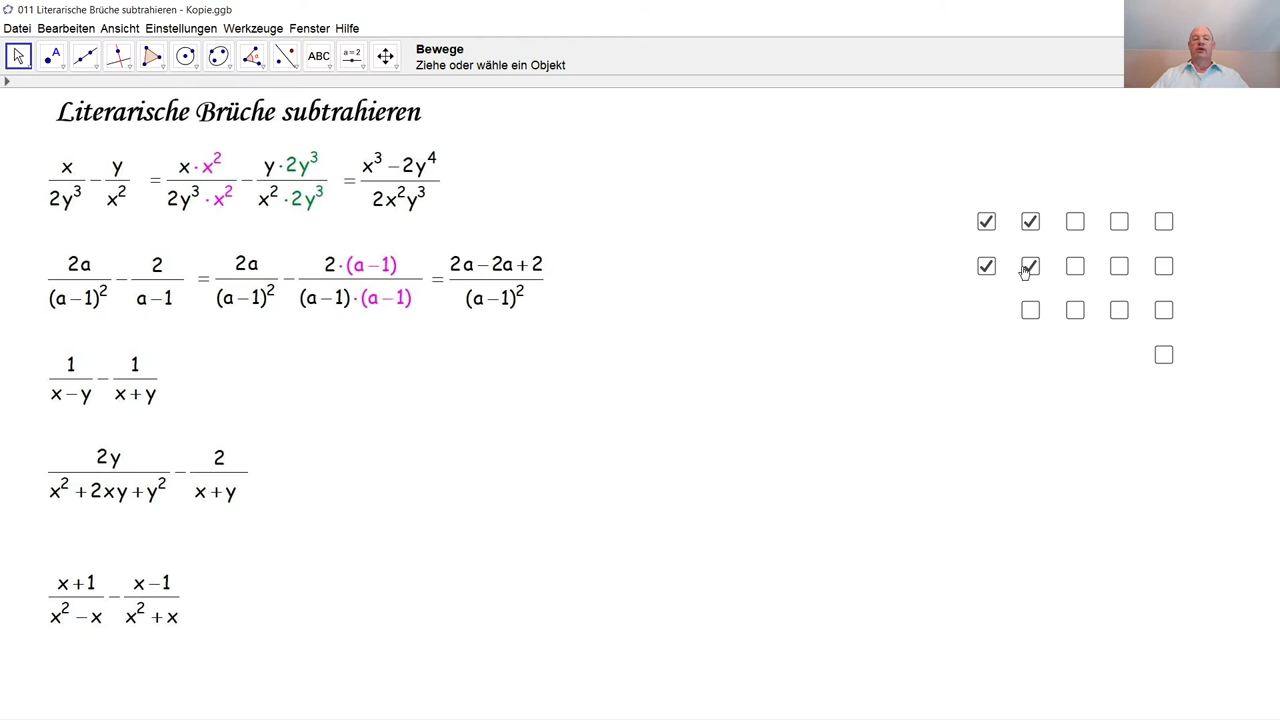 011 Literarische Brüche subtrahieren - Kopie.ggb
Datei Bearbeiten Ansicht Einstellungen Werkzeuge Fenster Hilfe
A ABC a=2 Bewege
Ziehe oder wähle ein Objekt
Literarische Brüche subtrahieren
x/2y³ − y/x² = x·x²/2y³·x² − y·2y³/x²·2y³ = x³−2y⁴/2x²y³
2a/(a−1)² − 2/a−1 = 2a/(a−1)² − 2·(a−1)/(a−1)·(a−1) = 2a−2a+2/(a−1)²
1/x−y − 1/x+y
2y/x²+2xy+y² − 2/x+y
x+1/x²−x − x−1/x²+x